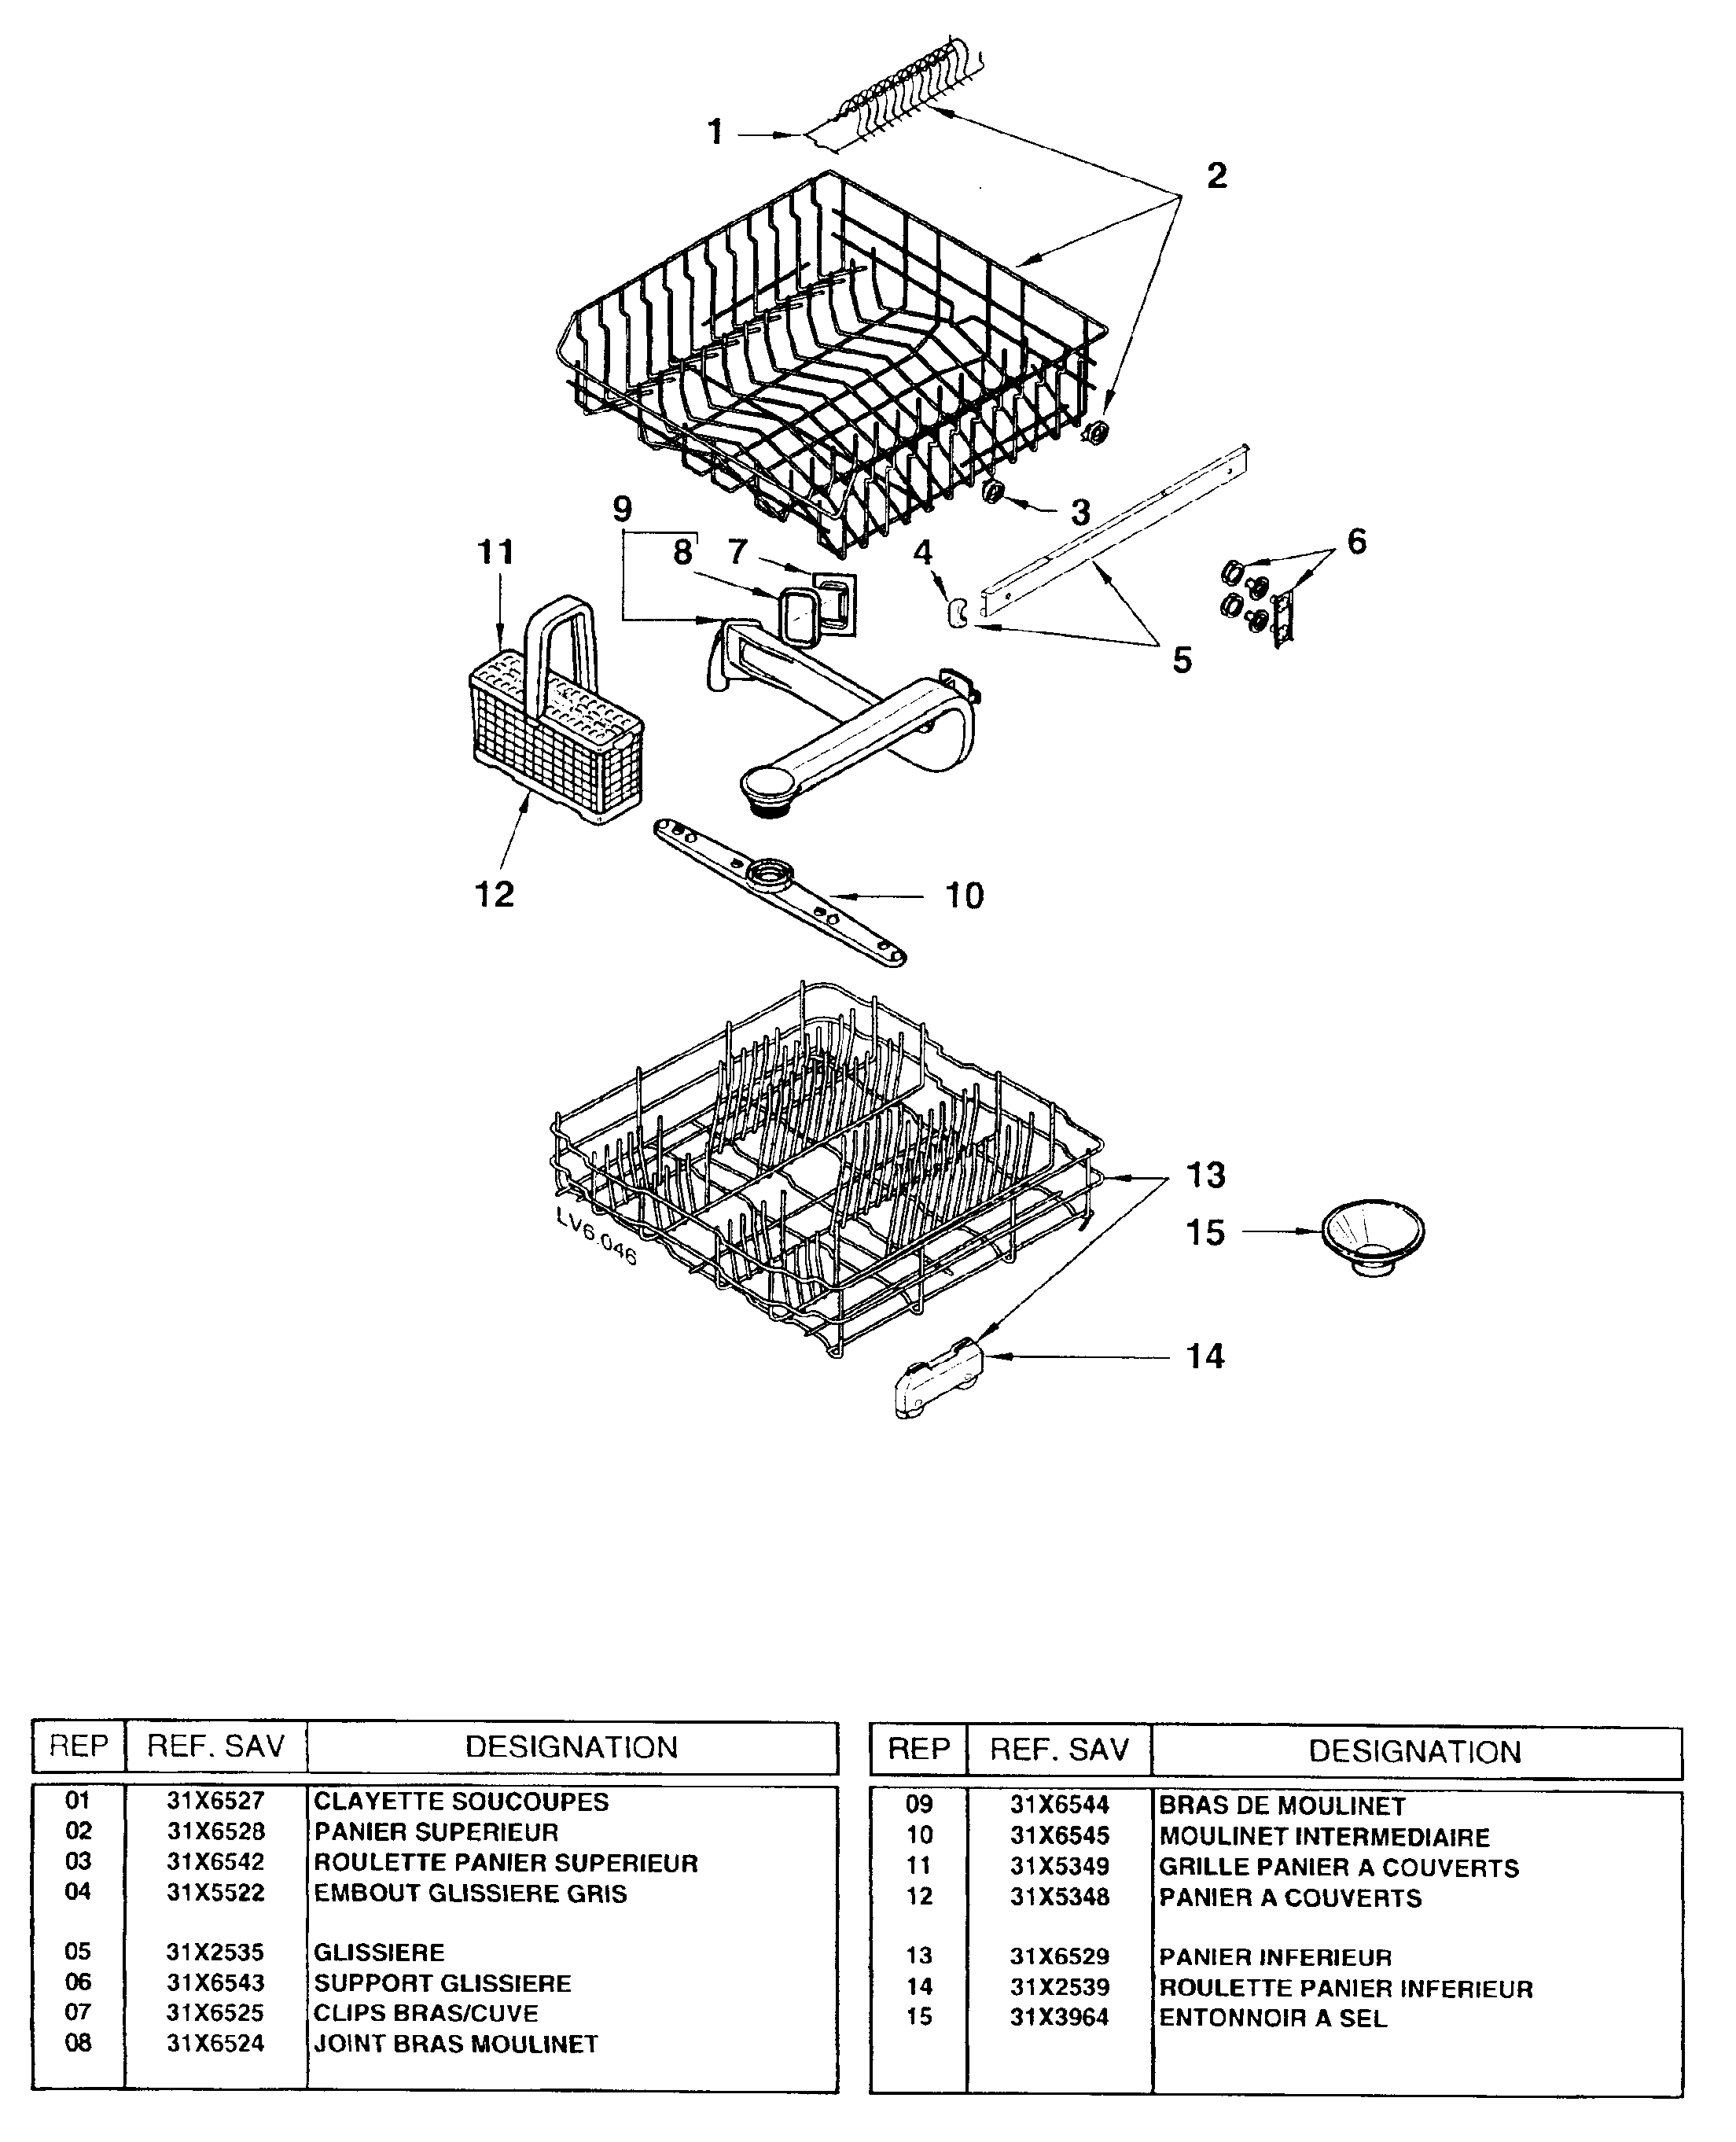 1
2
3
9
8
7
4
6
11
5
12
10
13
LV6.046
15
14
REP REF. SAV DESIGNATION
01 31X6527 CLAYETTE SOUCOUPES
02 31X6528 PANIER SUPERIEUR
03 31X6542 ROULETTE PANIER SUPERIEUR
04 31X5522 EMBOUT GLISSIERE GRIS
05 31X2535 GLISSIERE
06 31X6543 SUPPORT GLISSIERE
07 31X6525 CLIPS BRAS/CUVE
08 31X6524 JOINT BRAS MOULINET
REP REF. SAV DESIGNATION
09 31X6544 BRAS DE MOULINET
10 31X6545 MOULINET INTERMEDIAIRE
11 31X5349 GRILLE PANIER A COUVERTS
12 31X5348 PANIER A COUVERTS
13 31X6529 PANIER INFERIEUR
14 31X2539 ROULETTE PANIER INFERIEUR
15 31X3964 ENTONNOIR A SEL